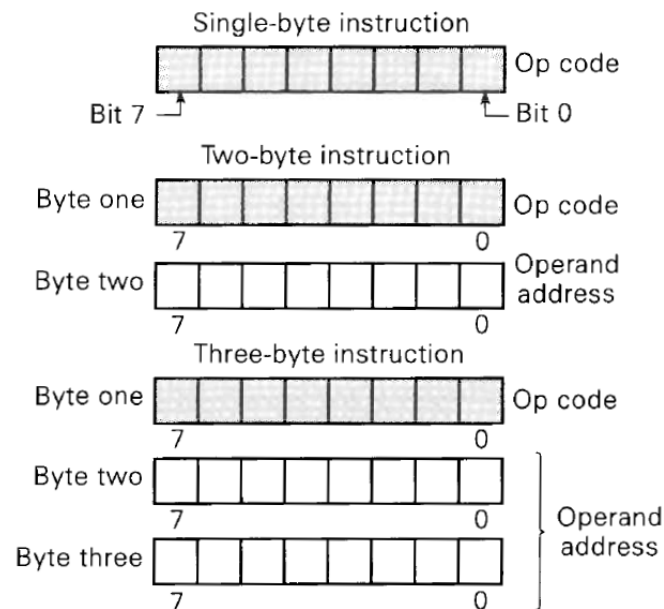 Single-byte instruction
Op code
Bit 7
Bit 0
Two-byte instruction
Byte one
Op code
7 0
Byte two
Operand
address
7 0
Three-byte instruction
Byte one
Op code
7 0
Byte two
7 0
Operand
address
Byte three
7 0